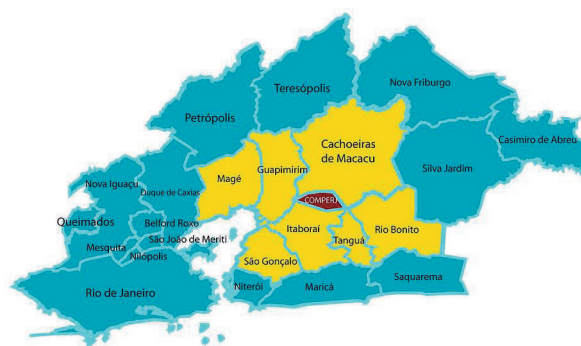 Nova Friburgo
Teresópolis
Petrópolis
Casimiro de Abreu
Cachoeiras
de Macacu
Guapimirim
Silva Jardim
Magé
Nova Iguaçu
Duque de Caxias
COMPERJ
Queimados
Belford Roxo
Itaboraí
Rio Bonito
São João de Meriti
Tanguá
Mesquita
Nilópolis
São Gonçalo
Saquarema
Niterói
Maricá
Rio de Janeiro